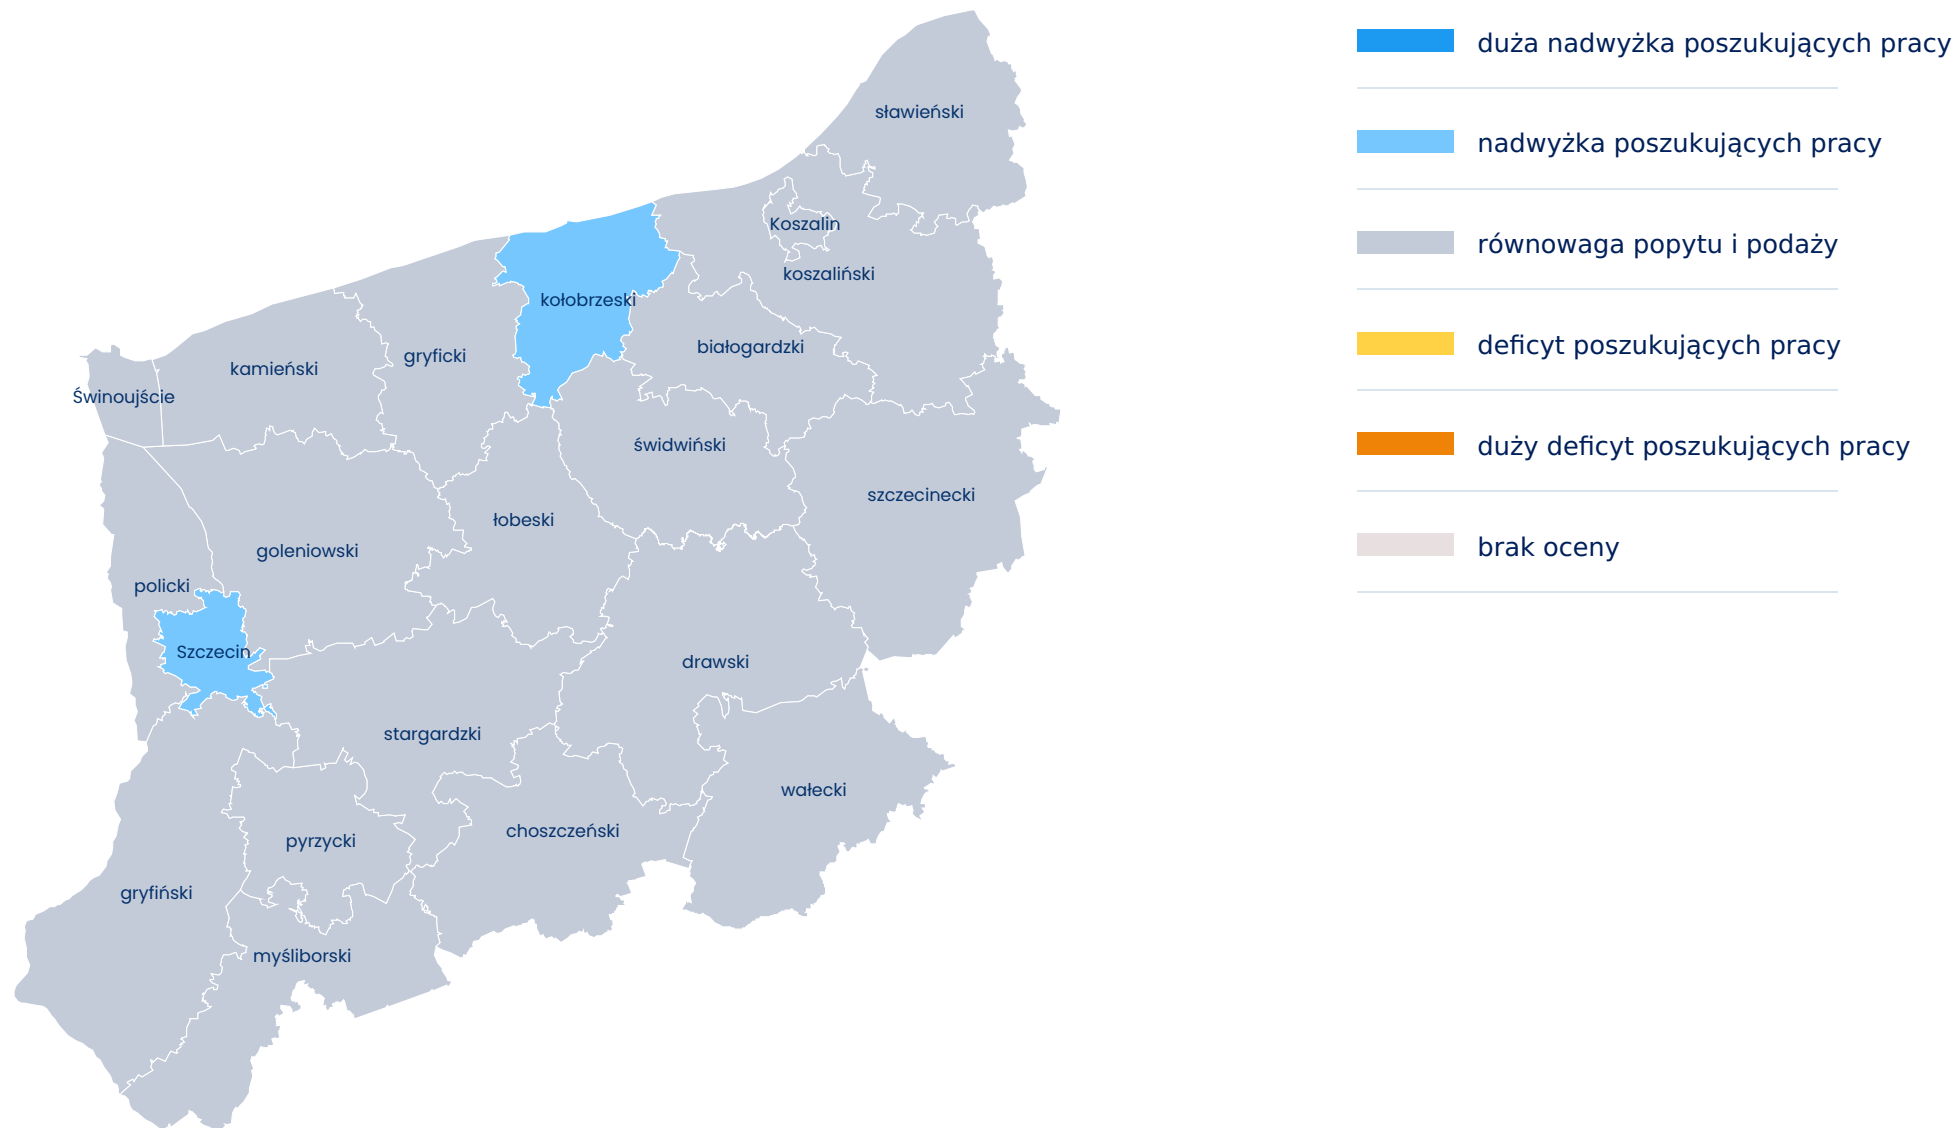 sławieński
Koszalin
koszaliński
kołobrzeski
białogardzki
gryficki
kamieński
Świnoujście
świdwiński
szczecinecki
łobeski
goleniowski
policki
Szczecin
drawski
stargardzki
wałecki
choszczeński
pyrzycki
gryfiński
myśliborski
duża nadwyżka poszukujących pracy
nadwyżka poszukujących pracy
równowaga popytu i podaży
deficyt poszukujących pracy
duży deficyt poszukujących pracy
brak oceny